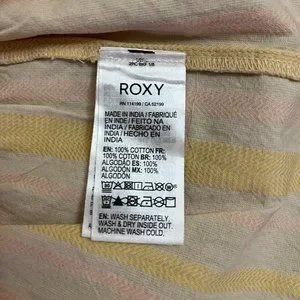 ROXY
RN 114199 / CA 52199
MADE IN INDIA / FABRIQUÉ
EN INDE / FEITO NA
ÍNDIA / FABRICADO EN
INDIA / HECHO EN
INDIA
EN: 100% COTTON FR: 100%
COTON BR: 100%
ALGODÃO ES: 100%
ALGODÓN MX: 100%
ALGODÓN
EN: WASH SEPARATELY.
WASH & DRY INSIDE OUT.
MACHINE WASH COLD.